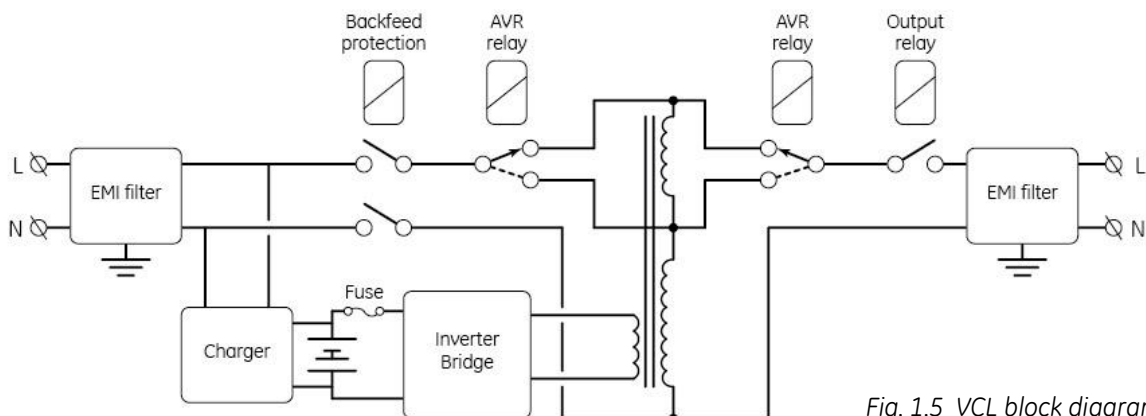 Backfeed
protection
AVR
relay
AVR
relay
Output
relay
L
EMI filter
EMI filter
L
N
N
Fuse
Charger
Inverter
Bridge
Fig. 1.5 VCL block diagram